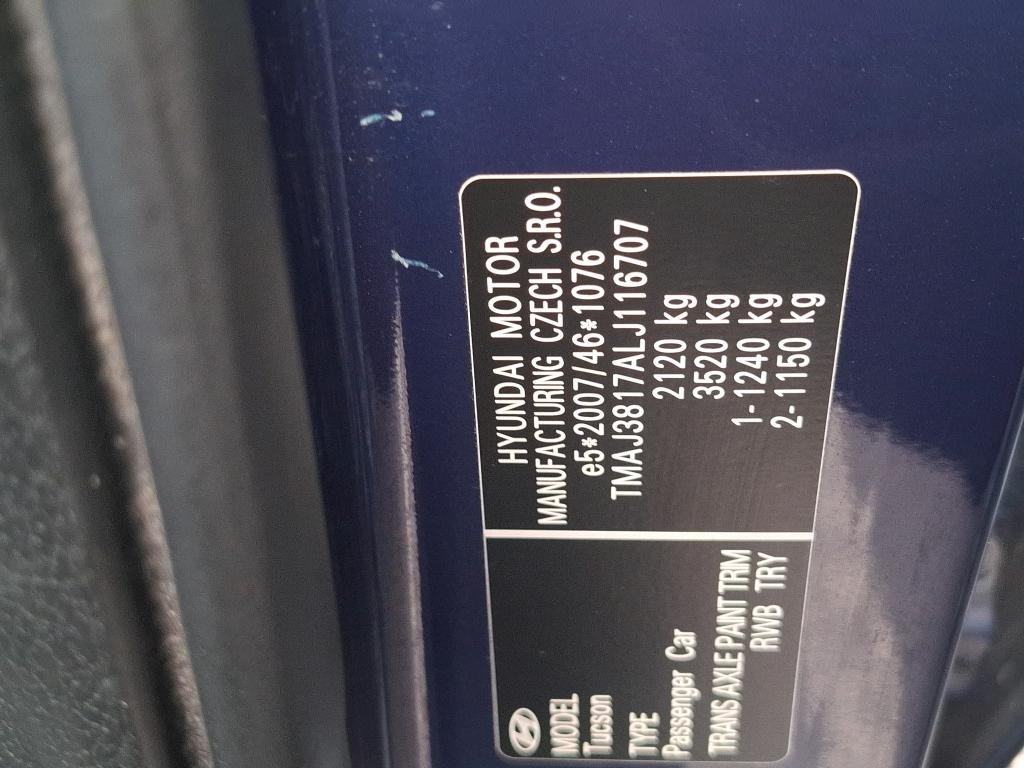 HYUNDAI MOTOR
MANUFACTURING CZECH S.R.O.
e5*2007/46*1076
TMAJ3817ALJ116707
2120 kg
3520 kg
1-1240 kg
2-1150 kg
MODEL
Tucson
TYPE
Passenger Car
TRANS AXLE PAINT TRIM
RWB TRY